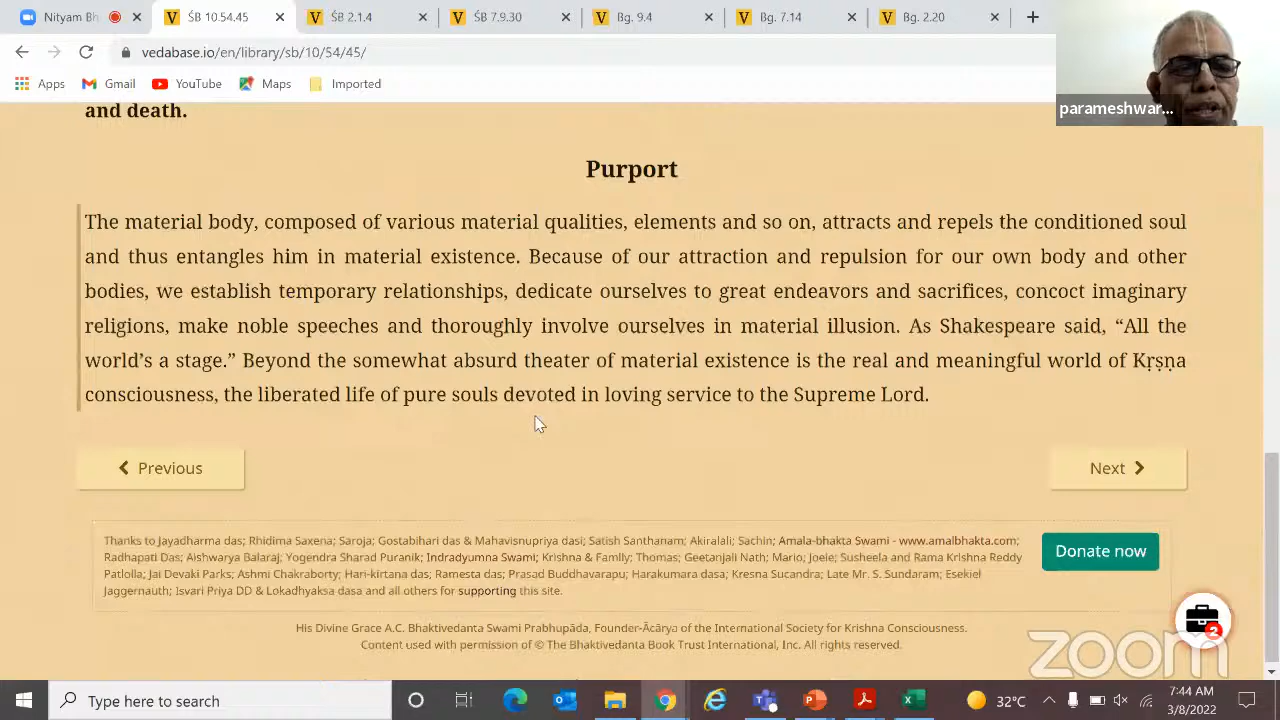 Nityam Bh
ŚB 10.54.45
ŚB 2.1.4
ŚB 7.9.30
Bg. 9.4
Bg. 7.14
Bg. 2.20
vedabase.io/en/library/sb/10/54/45/
Apps
Gmail
YouTube
Maps
Imported
parameshwar...
and death.
Purport
The material body, composed of various material qualities, elements and so on, attracts and repels the conditioned soul
and thus entangles him in material existence. Because of our attraction and repulsion for our own body and other
bodies, we establish temporary relationships, dedicate ourselves to great endeavors and sacrifices, concoct imaginary
religions, make noble speeches and thoroughly involve ourselves in material illusion. As Shakespeare said, “All the
world’s a stage.” Beyond the somewhat absurd theater of material existence is the real and meaningful world of Kṛṣṇa
consciousness, the liberated life of pure souls devoted in loving service to the Supreme Lord.
Previous
Next
Thanks to Jayadharma das; Rhidima Saxena; Saroja; Gostabihari das & Mahavisnupriya dasi; Satish Santhanam; Akiralali; Sachin; Amala-bhakta Swami - www.amalbhakta.com;
Radhapati Das; Aishwarya Balaraj; Yogendra Sharad Puranik; Indradyumna Swami; Krishna & Family; Thomas; Geetanjali Nath; Mario; Joele; Susheela and Rama Krishna Reddy
Patlolla; Jai Devaki Parks; Ashmi Chakraborty; Hari-kirtana das; Ramesta das; Prasad Buddhavarapu; Harakumara dasa; Kresna Sucandra; Late Mr. S. Sundaram; Esekiel
Jaggernauth; Isvari Priya DD & Lokadhyaksa dasa and all others for supporting this site.
Donate now
2
His Divine Grace A.C. Bhaktivedanta Swami Prabhupāda, Founder-Ācārya of the International Society for Krishna Consciousness.
Content used with permission of © The Bhaktivedanta Book Trust International, Inc. All rights reserved.
zoom
Type here to search
32°C
7:44 AM
3/8/2022